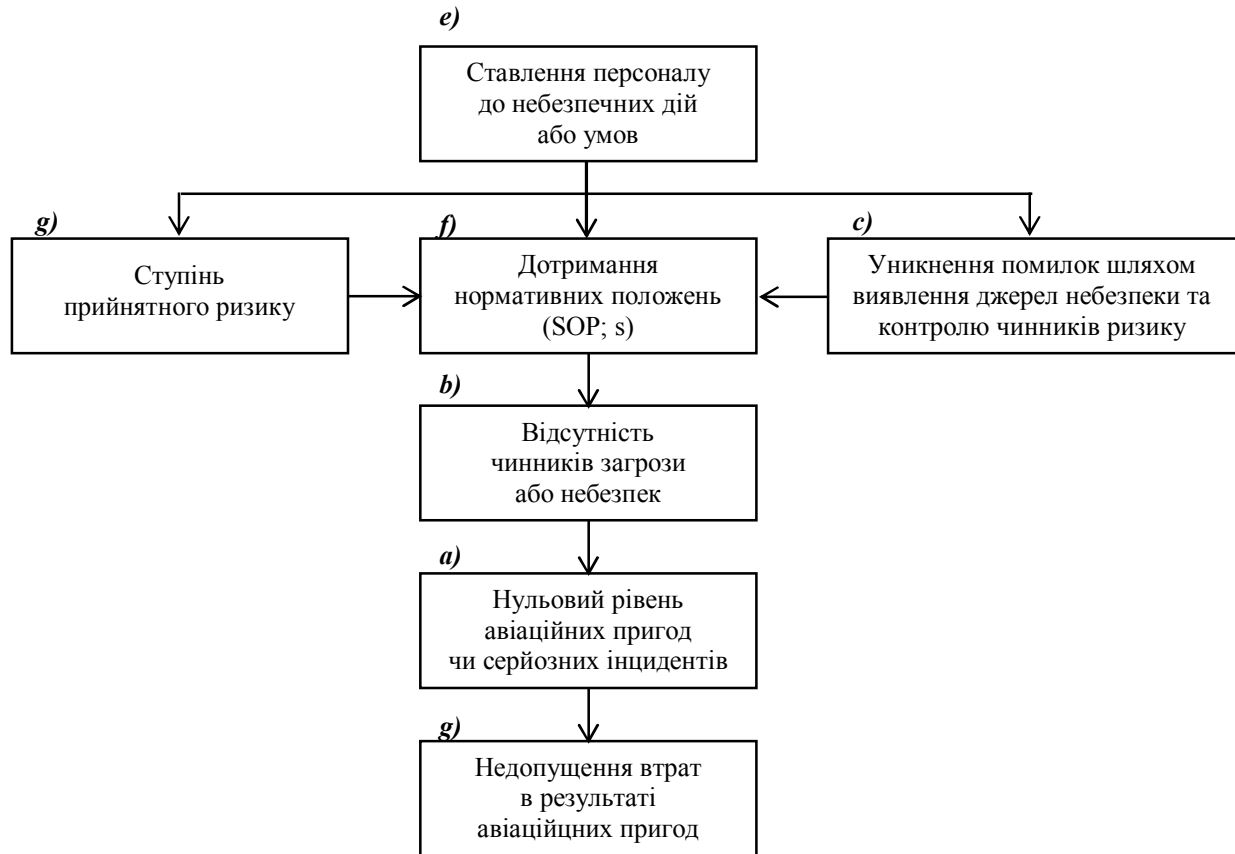 e)
Ставлення персоналу
до небезпечних дій
або умов
g)
Ступінь
прийнятного ризику
f)
Дотримання
нормативних положень
(SOP; s)
c)
Уникнення помилок шляхом
виявлення джерел небезпеки та
контролю чинників ризику
b)
Відсутність
чинників загрози
або небезпек
a)
Нульовий рівень
авіаційних пригод
чи серйозних інцидентів
g)
Недопущення втрат
в результаті
авіаційцних пригод